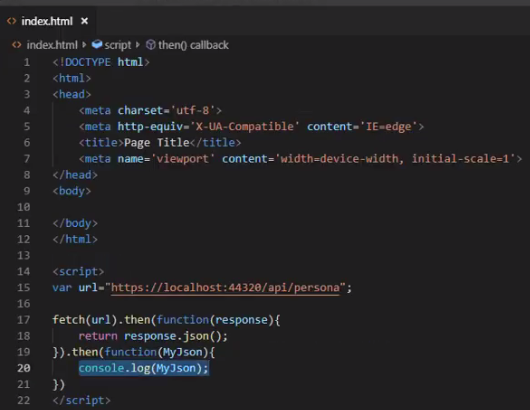 index.html
index.html script then() callback
1 <!DOCTYPE html>
2 <html>
3 <head>
4 <meta charset='utf-8'>
5 <meta http-equiv='X-UA-Compatible' content='IE=edge'>
6 <title>Page Title</title>
7 <meta name='viewport' content='width=device-width, initial-scale=1'>
8 </head>
9 <body>
10
11 </body>
12 </html>
13
14 <script>
15 var url="https://localhost:44320/api/persona";
16
17 fetch(url).then(function(response){
18 return response.json();
19 }).then(function(MyJson){
20 console.log(MyJson);
21 })
22 </script>